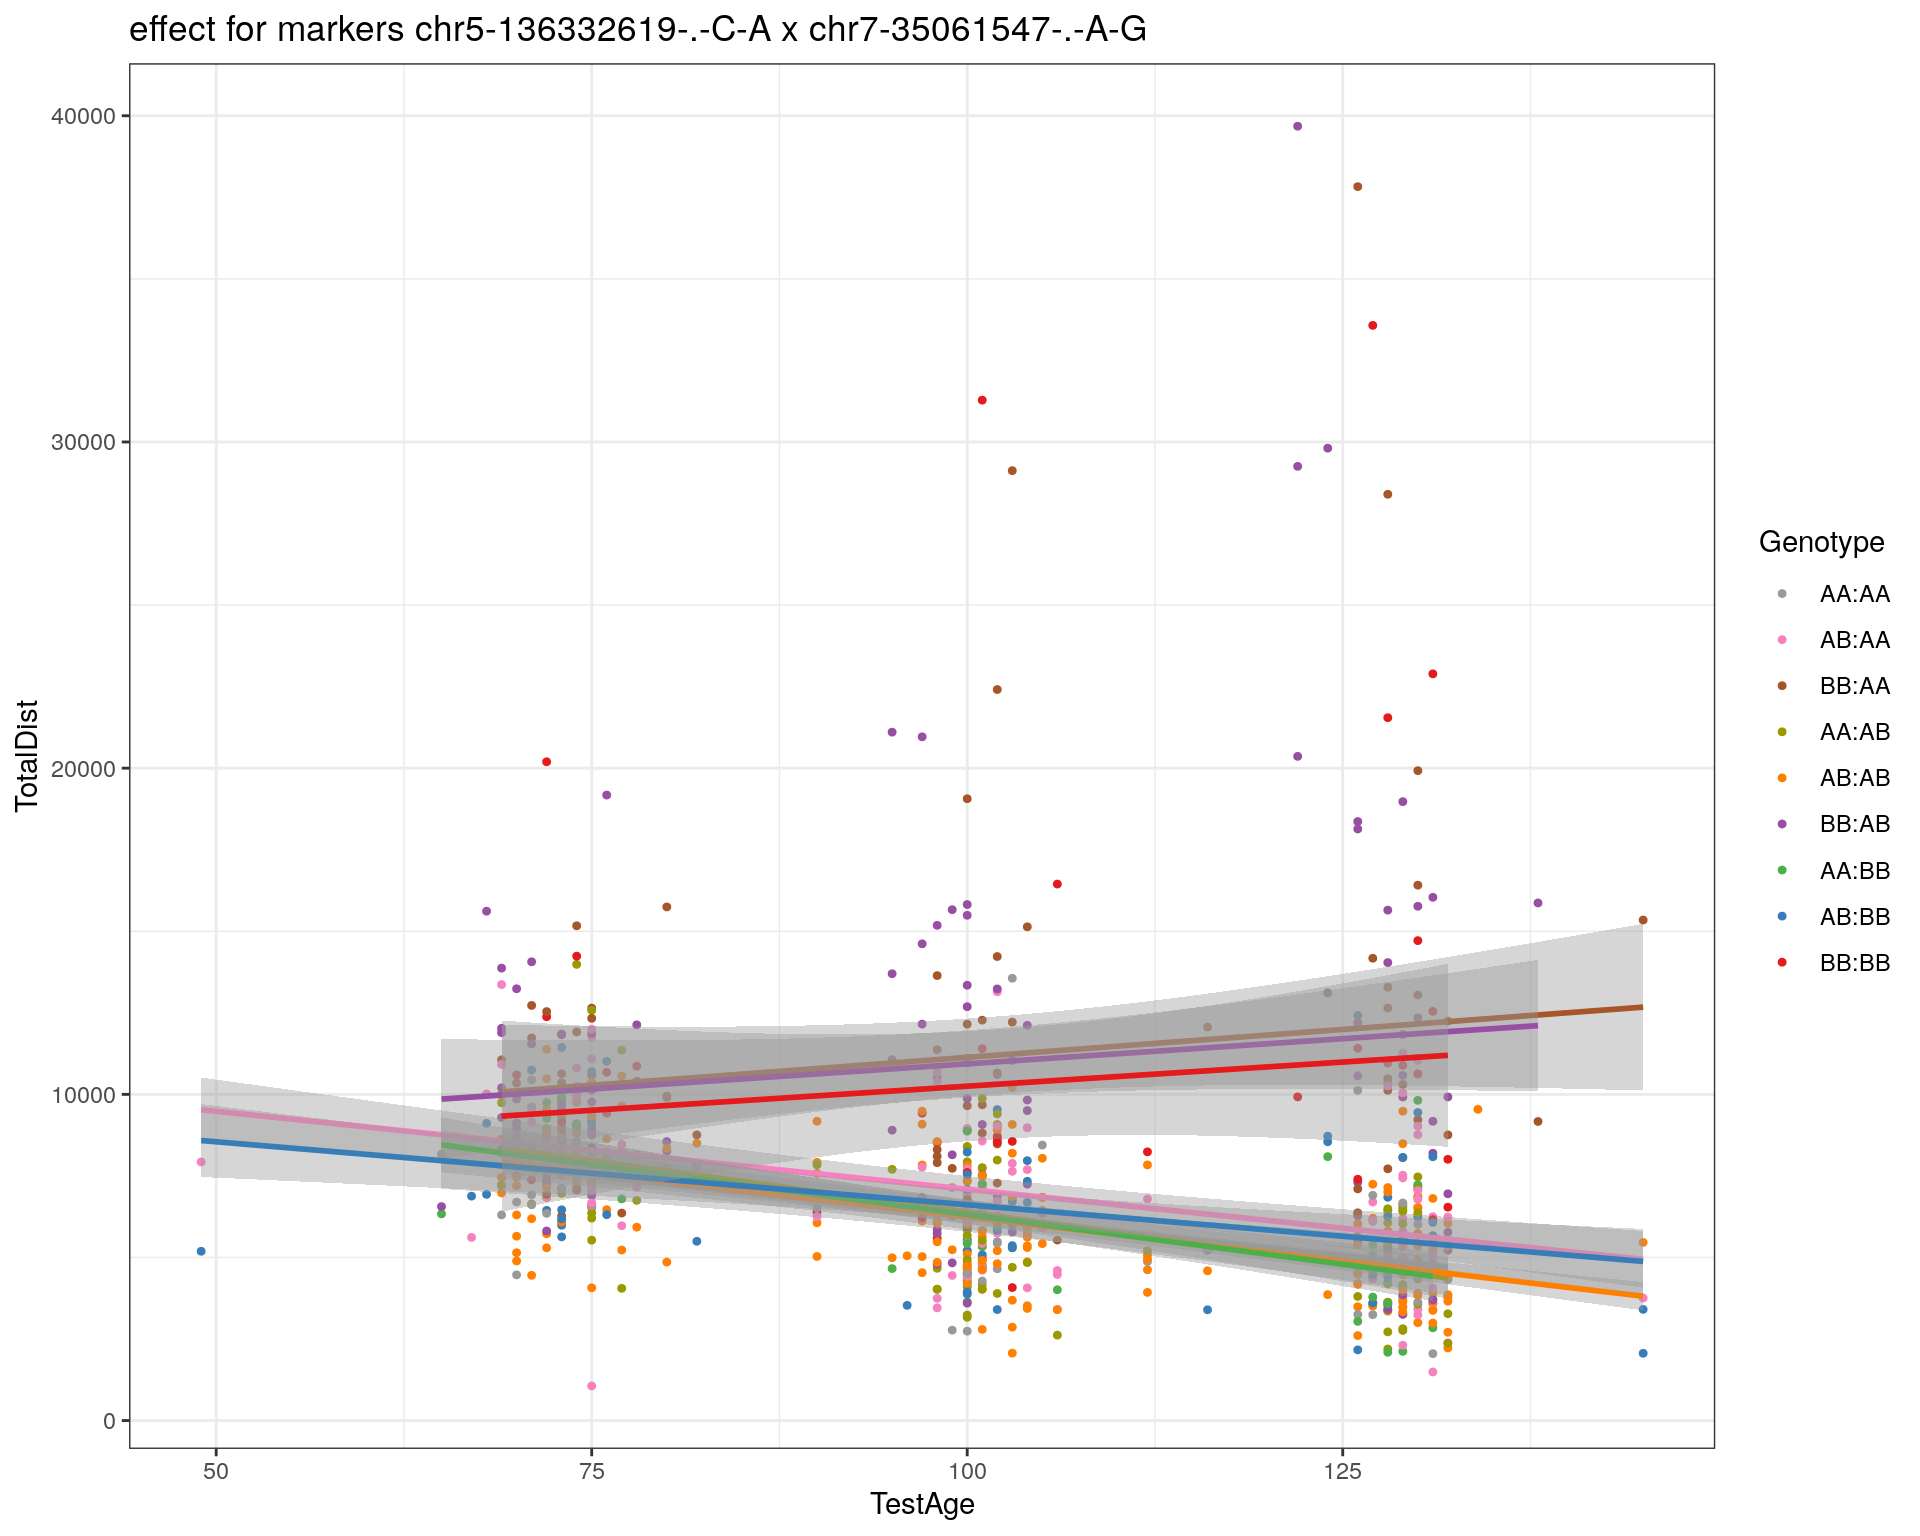 effect for markers chr5-136332619-.-C-A x chr7-35061547-.-A-G
40000
30000
20000
10000
0
TotalDist
50
75
100
125
TestAge
Genotype
AA:AA
AB:AA
BB:AA
AA:AB
AB:AB
BB:AB
AA:BB
AB:BB
BB:BB